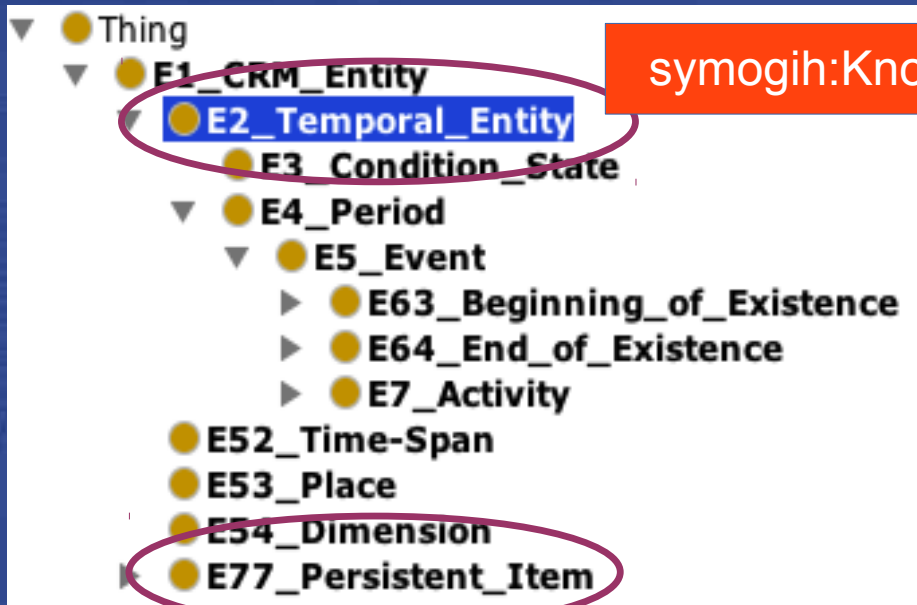 Thing
E1_CRM_Entity
symogih:Kno
E2_Temporal_Entity
E3_Condition_State
E4_Period
E5_Event
E63_Beginning_of_Existence
E64_End_of_Existence
E7_Activity
E52_Time-Span
E53_Place
E54_Dimension
E77_Persistent_Item